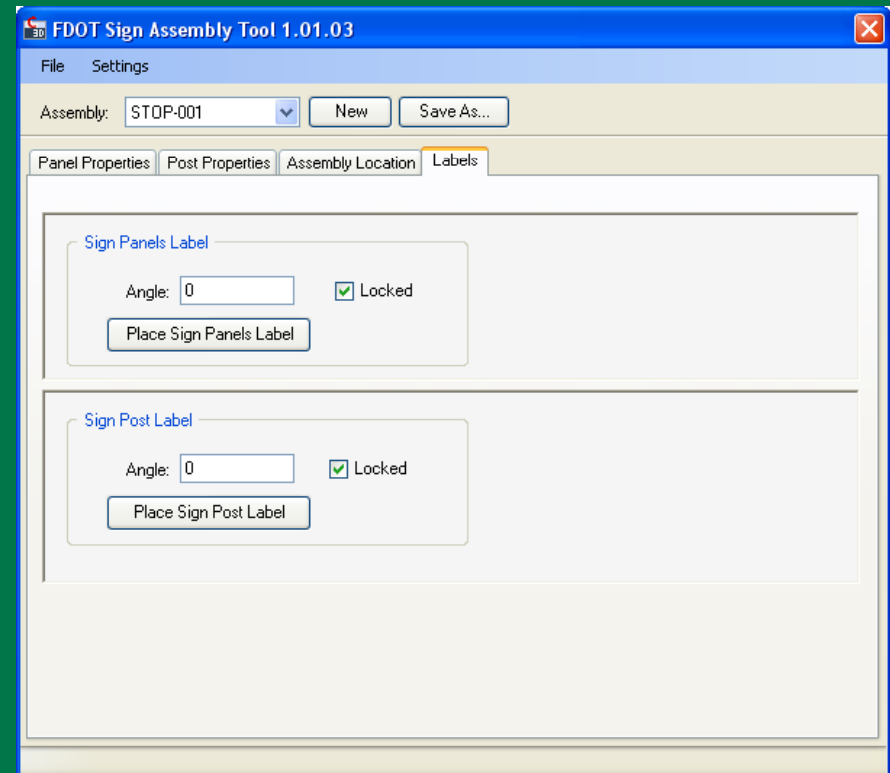 FDOT Sign Assembly Tool 1.01.03
File Settings
Assembly: STOP-001 New Save As...
Panel Properties Post Properties Assembly Location Labels
Sign Panels Label
Angle: 0 Locked
Place Sign Panels Label
Sign Post Label
Angle: 0 Locked
Place Sign Post Label